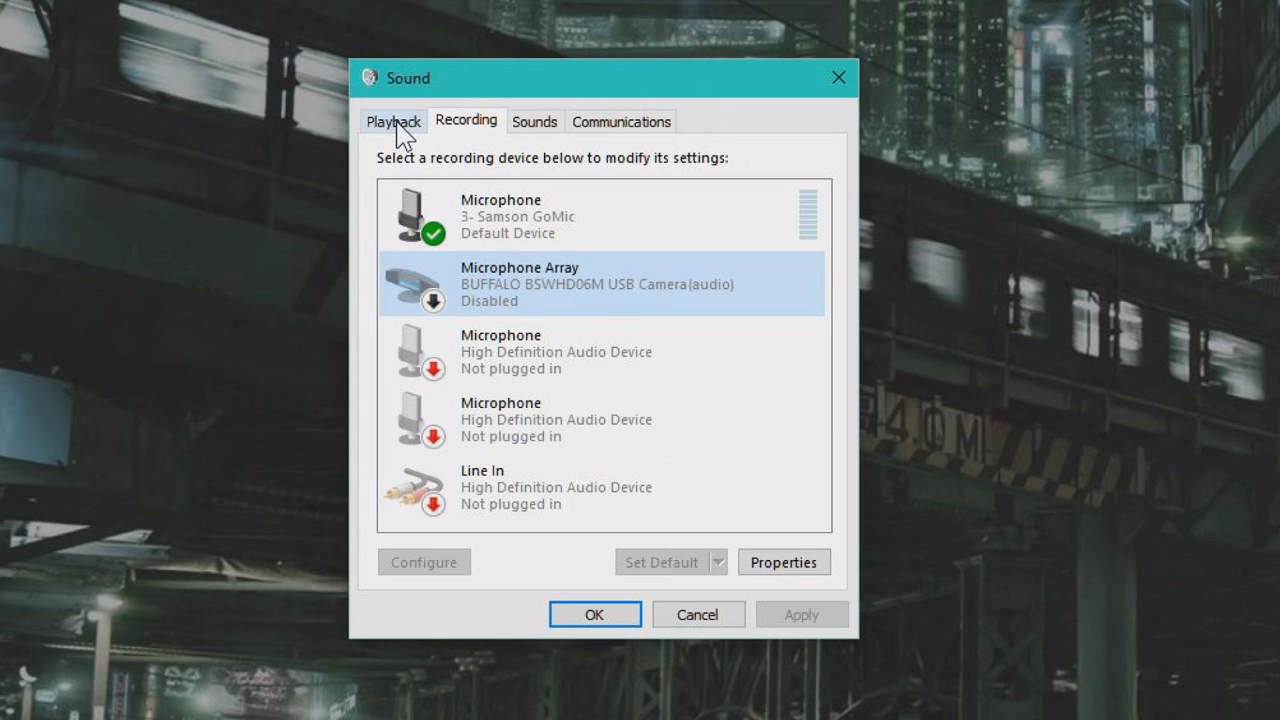 Sound
Playback Recording Sounds Communications
Select a recording device below to modify its settings:
Microphone
3- Samson GoMic
Default Device
Microphone Array
BUFFALO BSWHD06M USB Camera(audio)
Disabled
Microphone
High Definition Audio Device
Not plugged in
Microphone
High Definition Audio Device
Not plugged in
Line In
High Definition Audio Device
Not plugged in
Configure Set Default Properties
OK Cancel Apply